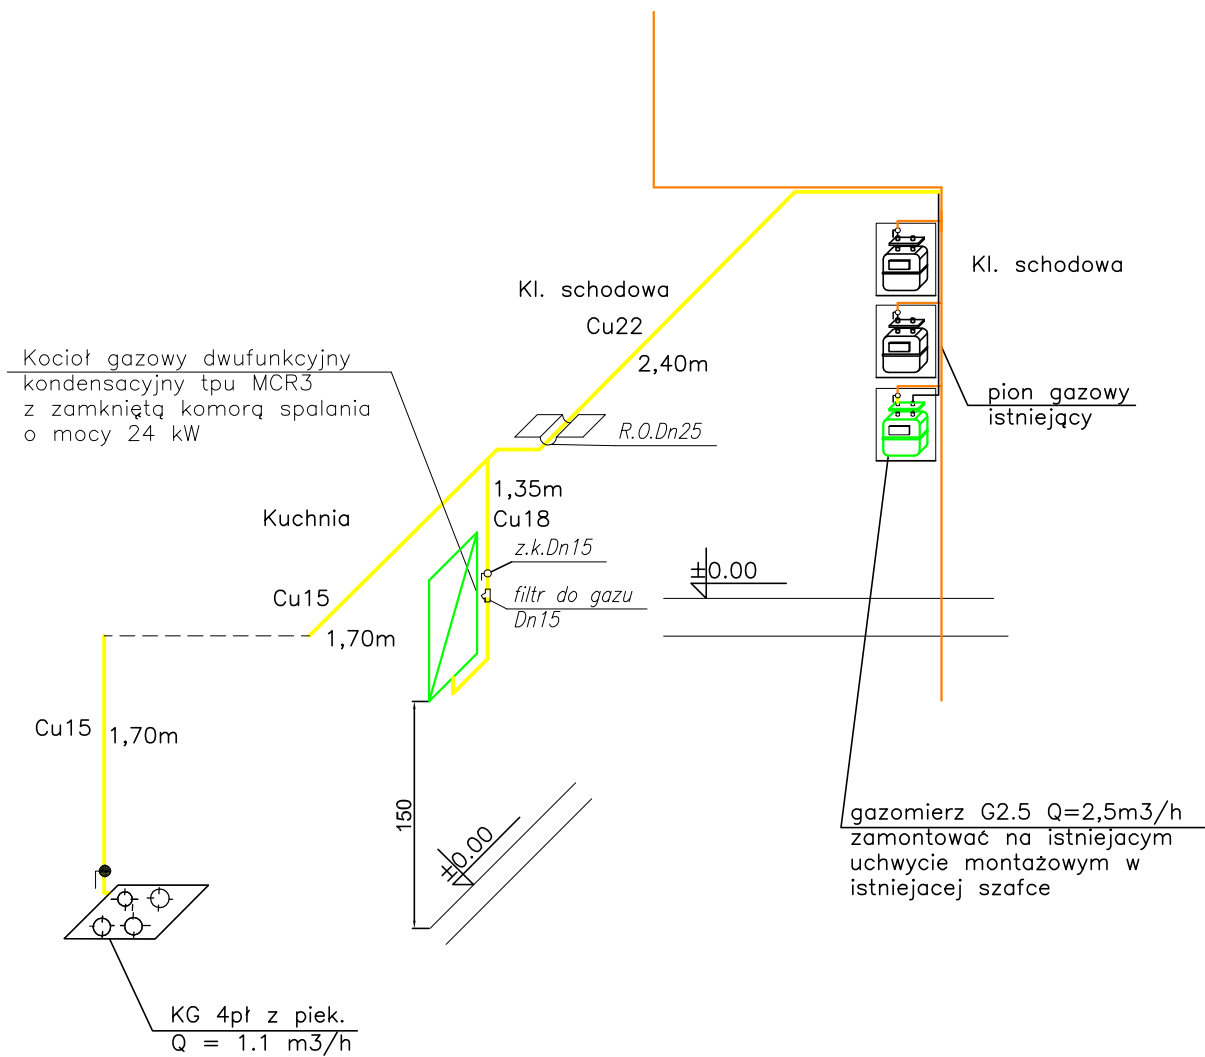 Kl. schodowa
Kl. schodowa
Cu22
2,40m
Kocioł gazowy dwufunkcyjny
kondensacyjny tpu MCR3
z zamkniętą komorą spalania
o mocy 24 kW
pion gazowy
istniejący
R.O.Dn25
1,35m
Cu18
Kuchnia
z.k.Dn15
±0.00
filtr do gazu
Dn15
Cu15
1,70m
Cu15
1,70m
150
±0.00
gazomierz G2.5 Q=2,5m3/h
zamontować na istniejacym
uchwycie montażowym w
istniejacej szafce
KG 4pł z piek.
Q = 1.1 m3/h